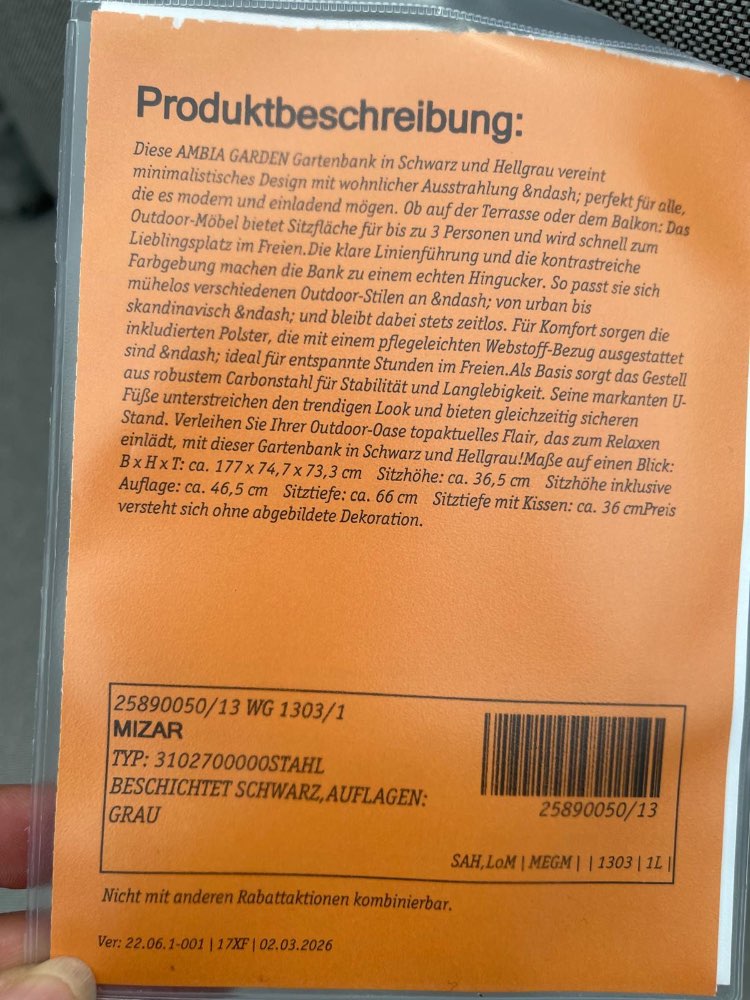 Produktbeschreibung:
Diese AMBIA GARDEN Gartenbank in Schwarz und Hellgrau vereint
minimalistisches Design mit wohnlicher Ausstrahlung &ndash; perfekt für alle,
die es modern und einladend mögen. Ob auf der Terrasse oder dem Balkon: Das
Outdoor-Möbel bietet Sitzfläche für bis zu 3 Personen und wird schnell zum
Lieblingsplatz im Freien.Die klare Linienführung und die kontrastreiche
Farbgebung machen die Bank zu einem echten Hingucker. So passt sie sich
mühelos verschiedenen Outdoor-Stilen an &ndash; von urban bis
skandinavisch &ndash; und bleibt dabei stets zeitlos. Für Komfort sorgen die
inkludierten Polster, die mit einem pflegeleichten Webstoff-Bezug ausgestattet
sind &ndash; ideal für entspannte Stunden im Freien.Als Basis sorgt das Gestell
aus robustem Carbonstahl für Stabilität und Langlebigkeit. Seine markanten U-
Füße unterstreichen den trendigen Look und bieten gleichzeitig sicheren
Stand. Verleihen Sie Ihrer Outdoor-Oase topaktuelles Flair, das zum Relaxen
einlädt, mit dieser Gartenbank in Schwarz und Hellgrau!Maße auf einen Blick:
B x H x T: ca. 177 x 74,7 x 73,3 cm Sitzhöhe: ca. 36,5 cm Sitzhöhe inklusive
Auflage: ca. 46,5 cm Sitztiefe: ca. 66 cm Sitztiefe mit Kissen: ca. 36 cmPreis
versteht sich ohne abgebildete Dekoration.
25890050/13 WG 1303/1
MIZAR
TYP: 3102700000STAHL
BESCHICHTET SCHWARZ,AUFLAGEN:
GRAU
25890050/13
SAH,LoM | MEGM | | 1303 | 1L |
Nicht mit anderen Rabattaktionen kombinierbar.
Ver: 22.06.1-001 | 17XF | 02.03.2026